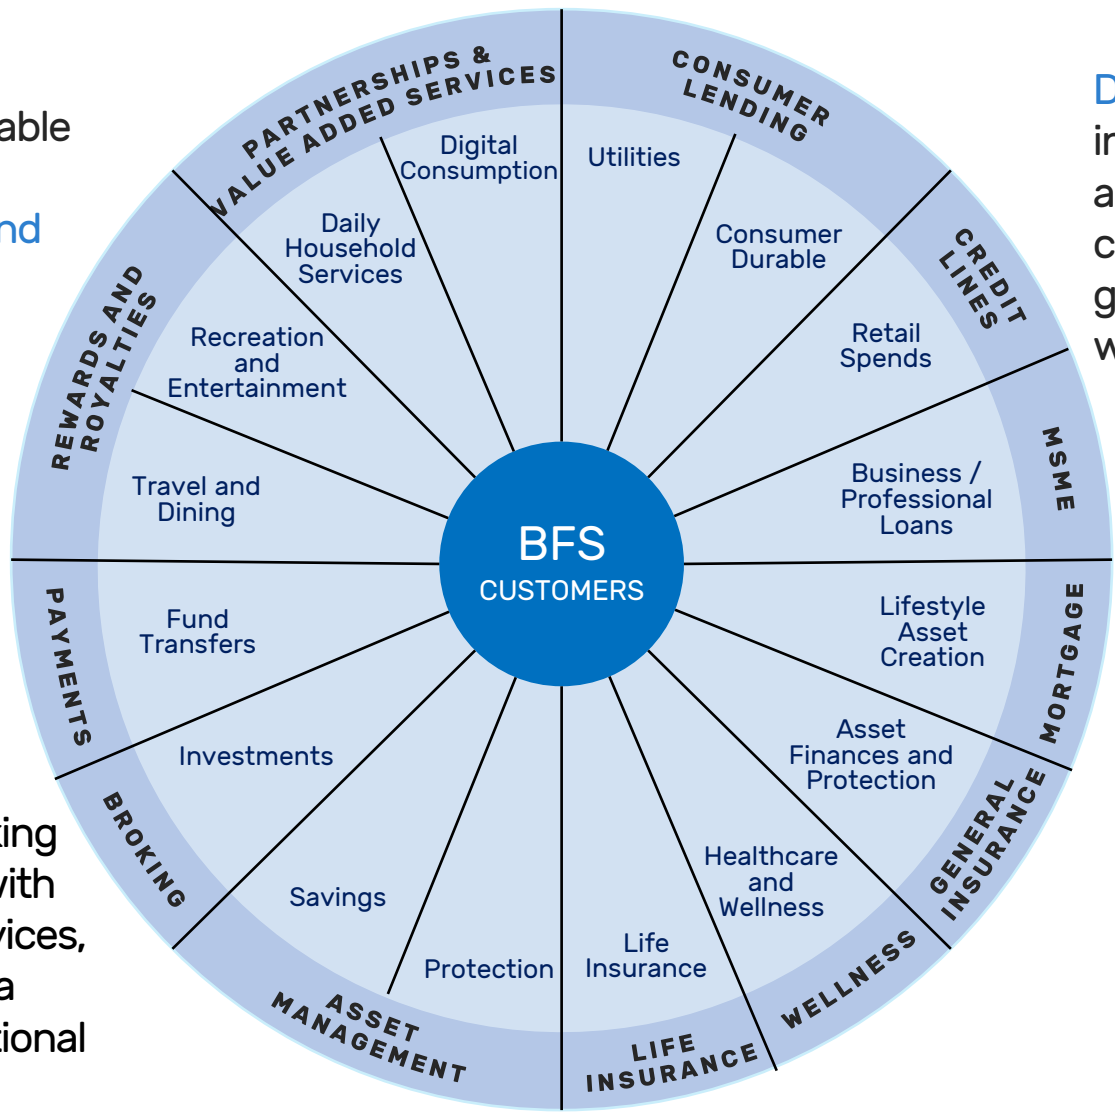 PARTNERSHIPS &
VALUE ADDED SERVICES
CONSUMER
LENDING
CREDIT
LINES
MSME
MORTGAGE
GENERAL
INSURANCE
WELLNESS
LIFE
INSURANCE
ASSET
MANAGEMENT
BROKING
PAYMENTS
REWARDS AND
ROYALTIES
Digital
Consumption
Utilities
Consumer
Durable
Retail
Spends
Business /
Professional
Loans
Lifestyle
Asset
Creation
Asset
Finances and
Protection
Healthcare
and
Wellness
Life
Insurance
Protection
Savings
Investments
Fund
Transfers
Travel and
Dining
Recreation
and
Entertainment
Daily
Household
Services
BFS
CUSTOMERS
able
nd
king
with
vices,
a
tional